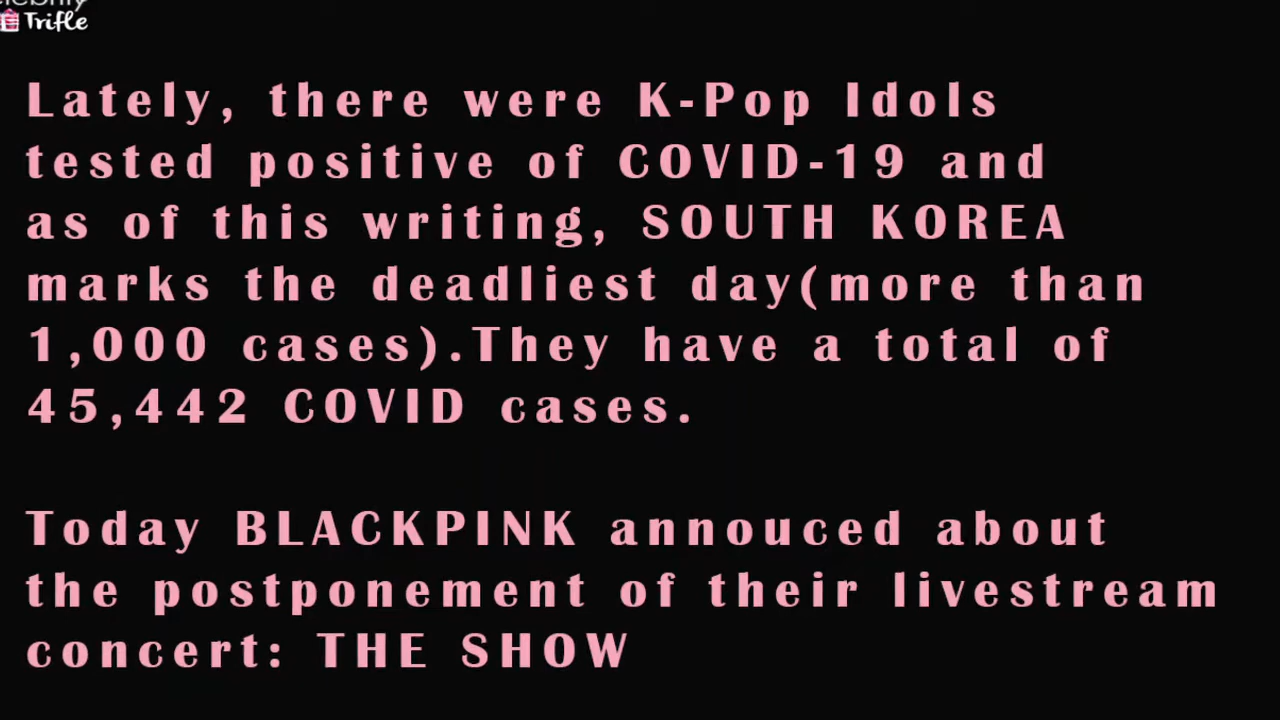 Trifle
Lately, there were K-Pop Idols
tested positive of COVID-19 and
as of this writing, SOUTH KOREA
marks the deadliest day(more than
1,000 cases).They have a total of
45,442 COVID cases.
Today BLACKPINK annouced about
the postponement of their livestream
concert: THE SHOW